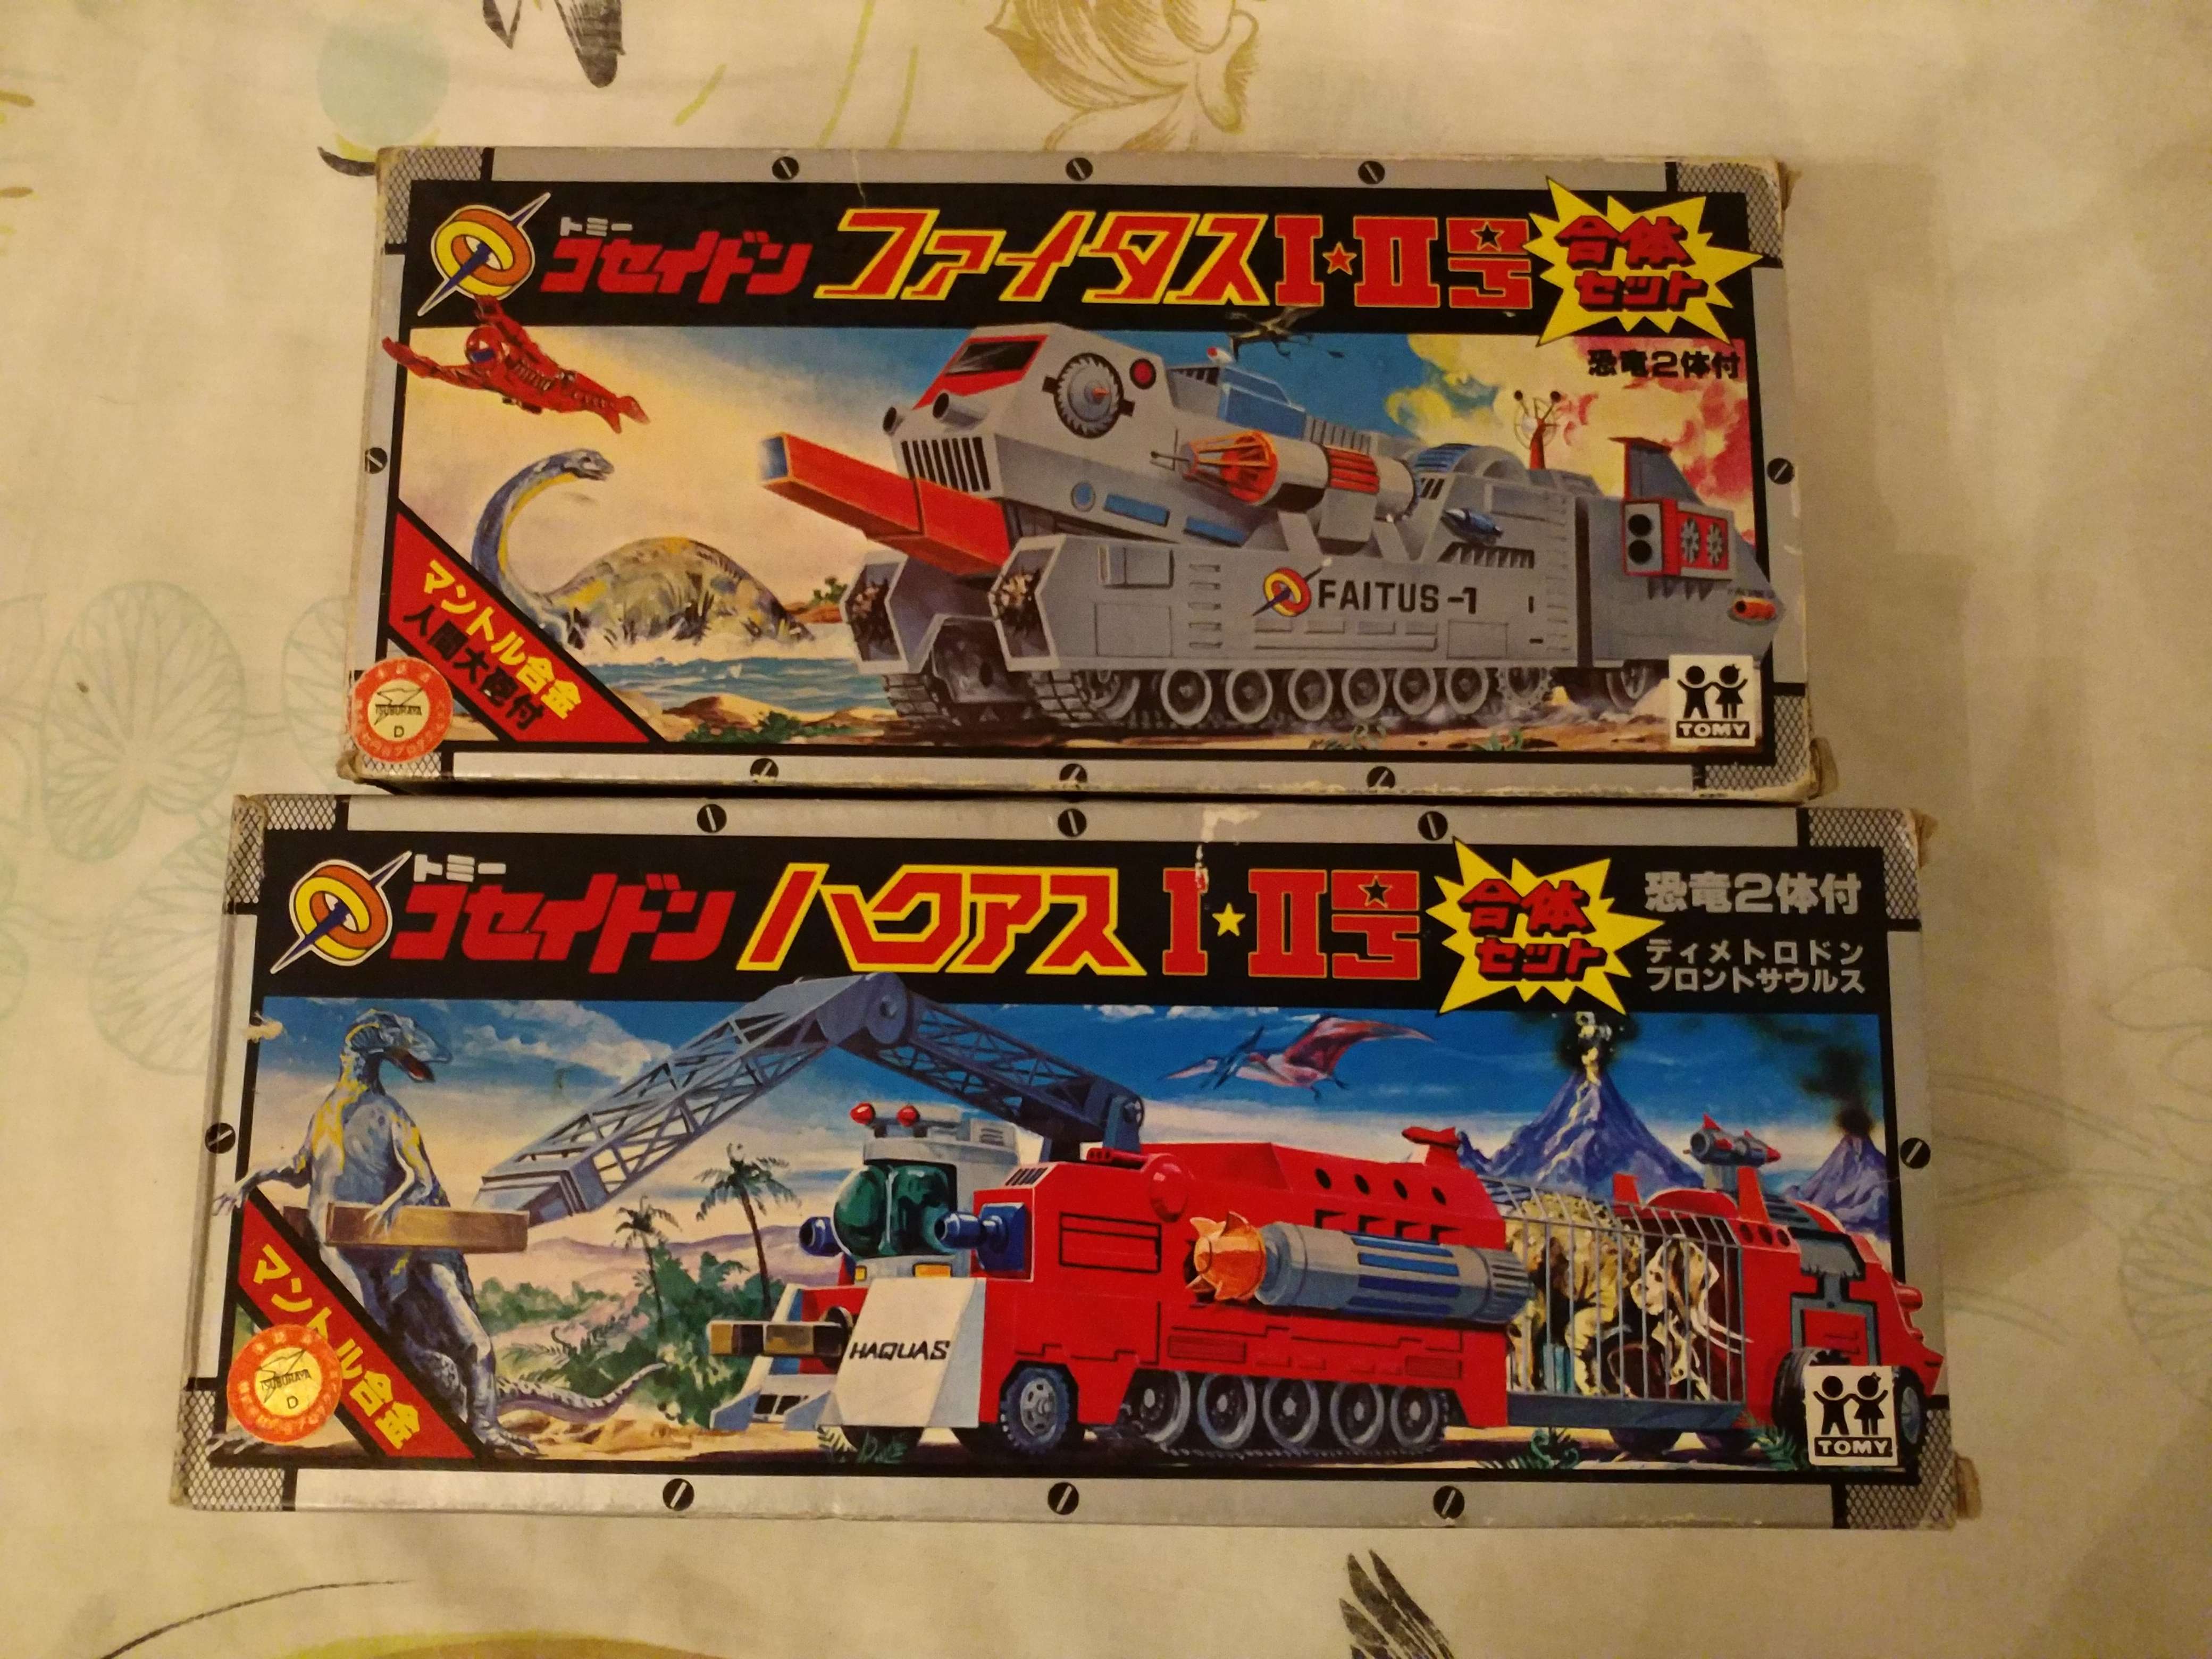 トミー
コセイドン ファイタス I★II号
合体
セット
恐竜2体付
FAITUS-1
マントル合金
人間大砲付
TSUBURAYA
D
TOMY
トミー
コセイドン ハクアス I★II号
合体
セット
恐竜2体付
ディメトロドン
ブロントサウルス
HAQUAS
マントル合金
TSUBURAYA
D
TOMY